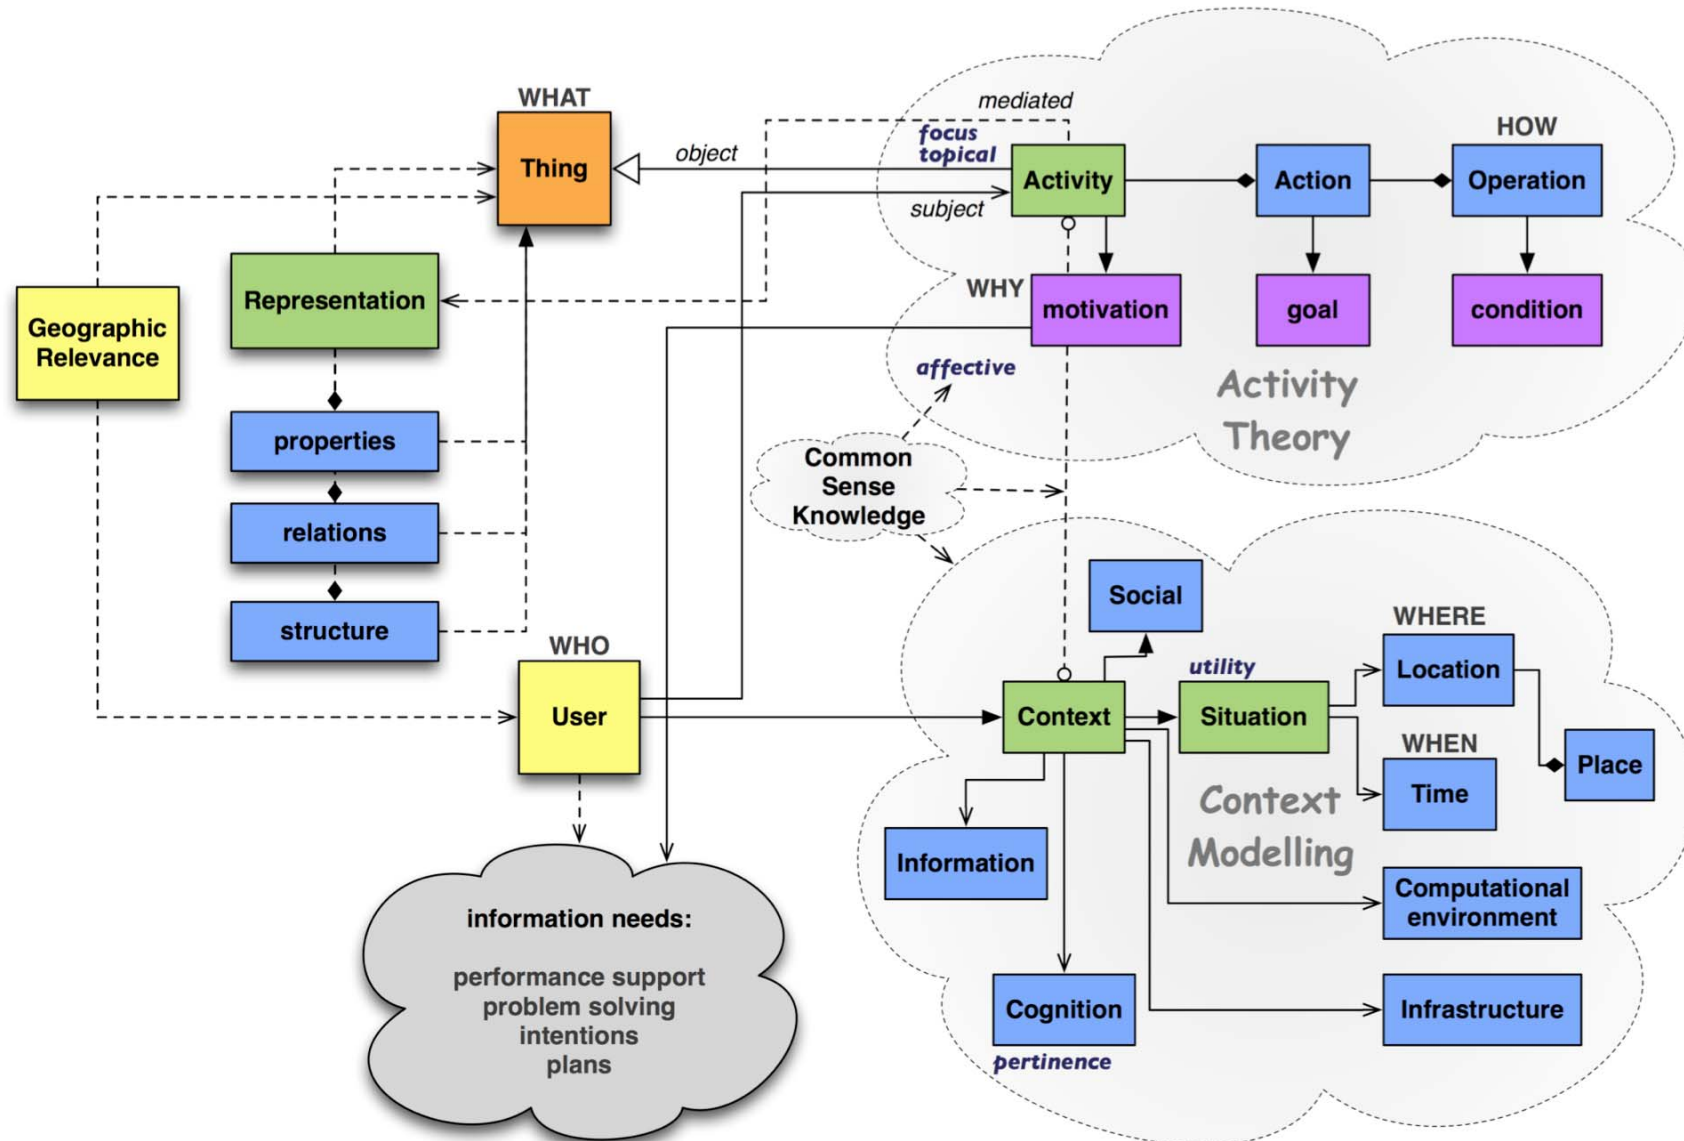 WHAT
Thing
mediated
focus
topical
object
subject
Activity
Action
HOW
Operation
Geographic
Relevance
Representation
WHY
motivation
goal
condition
affective
Activity
Theory
properties
relations
structure
Common
Sense
Knowledge
WHO
User
Social
utility
WHERE
Location
Context
Situation
WHEN
Time
Place
Context
Modelling
Information
Computational
environment
Cognition
pertinence
Infrastructure
information needs:
performance support
problem solving
intentions
plans